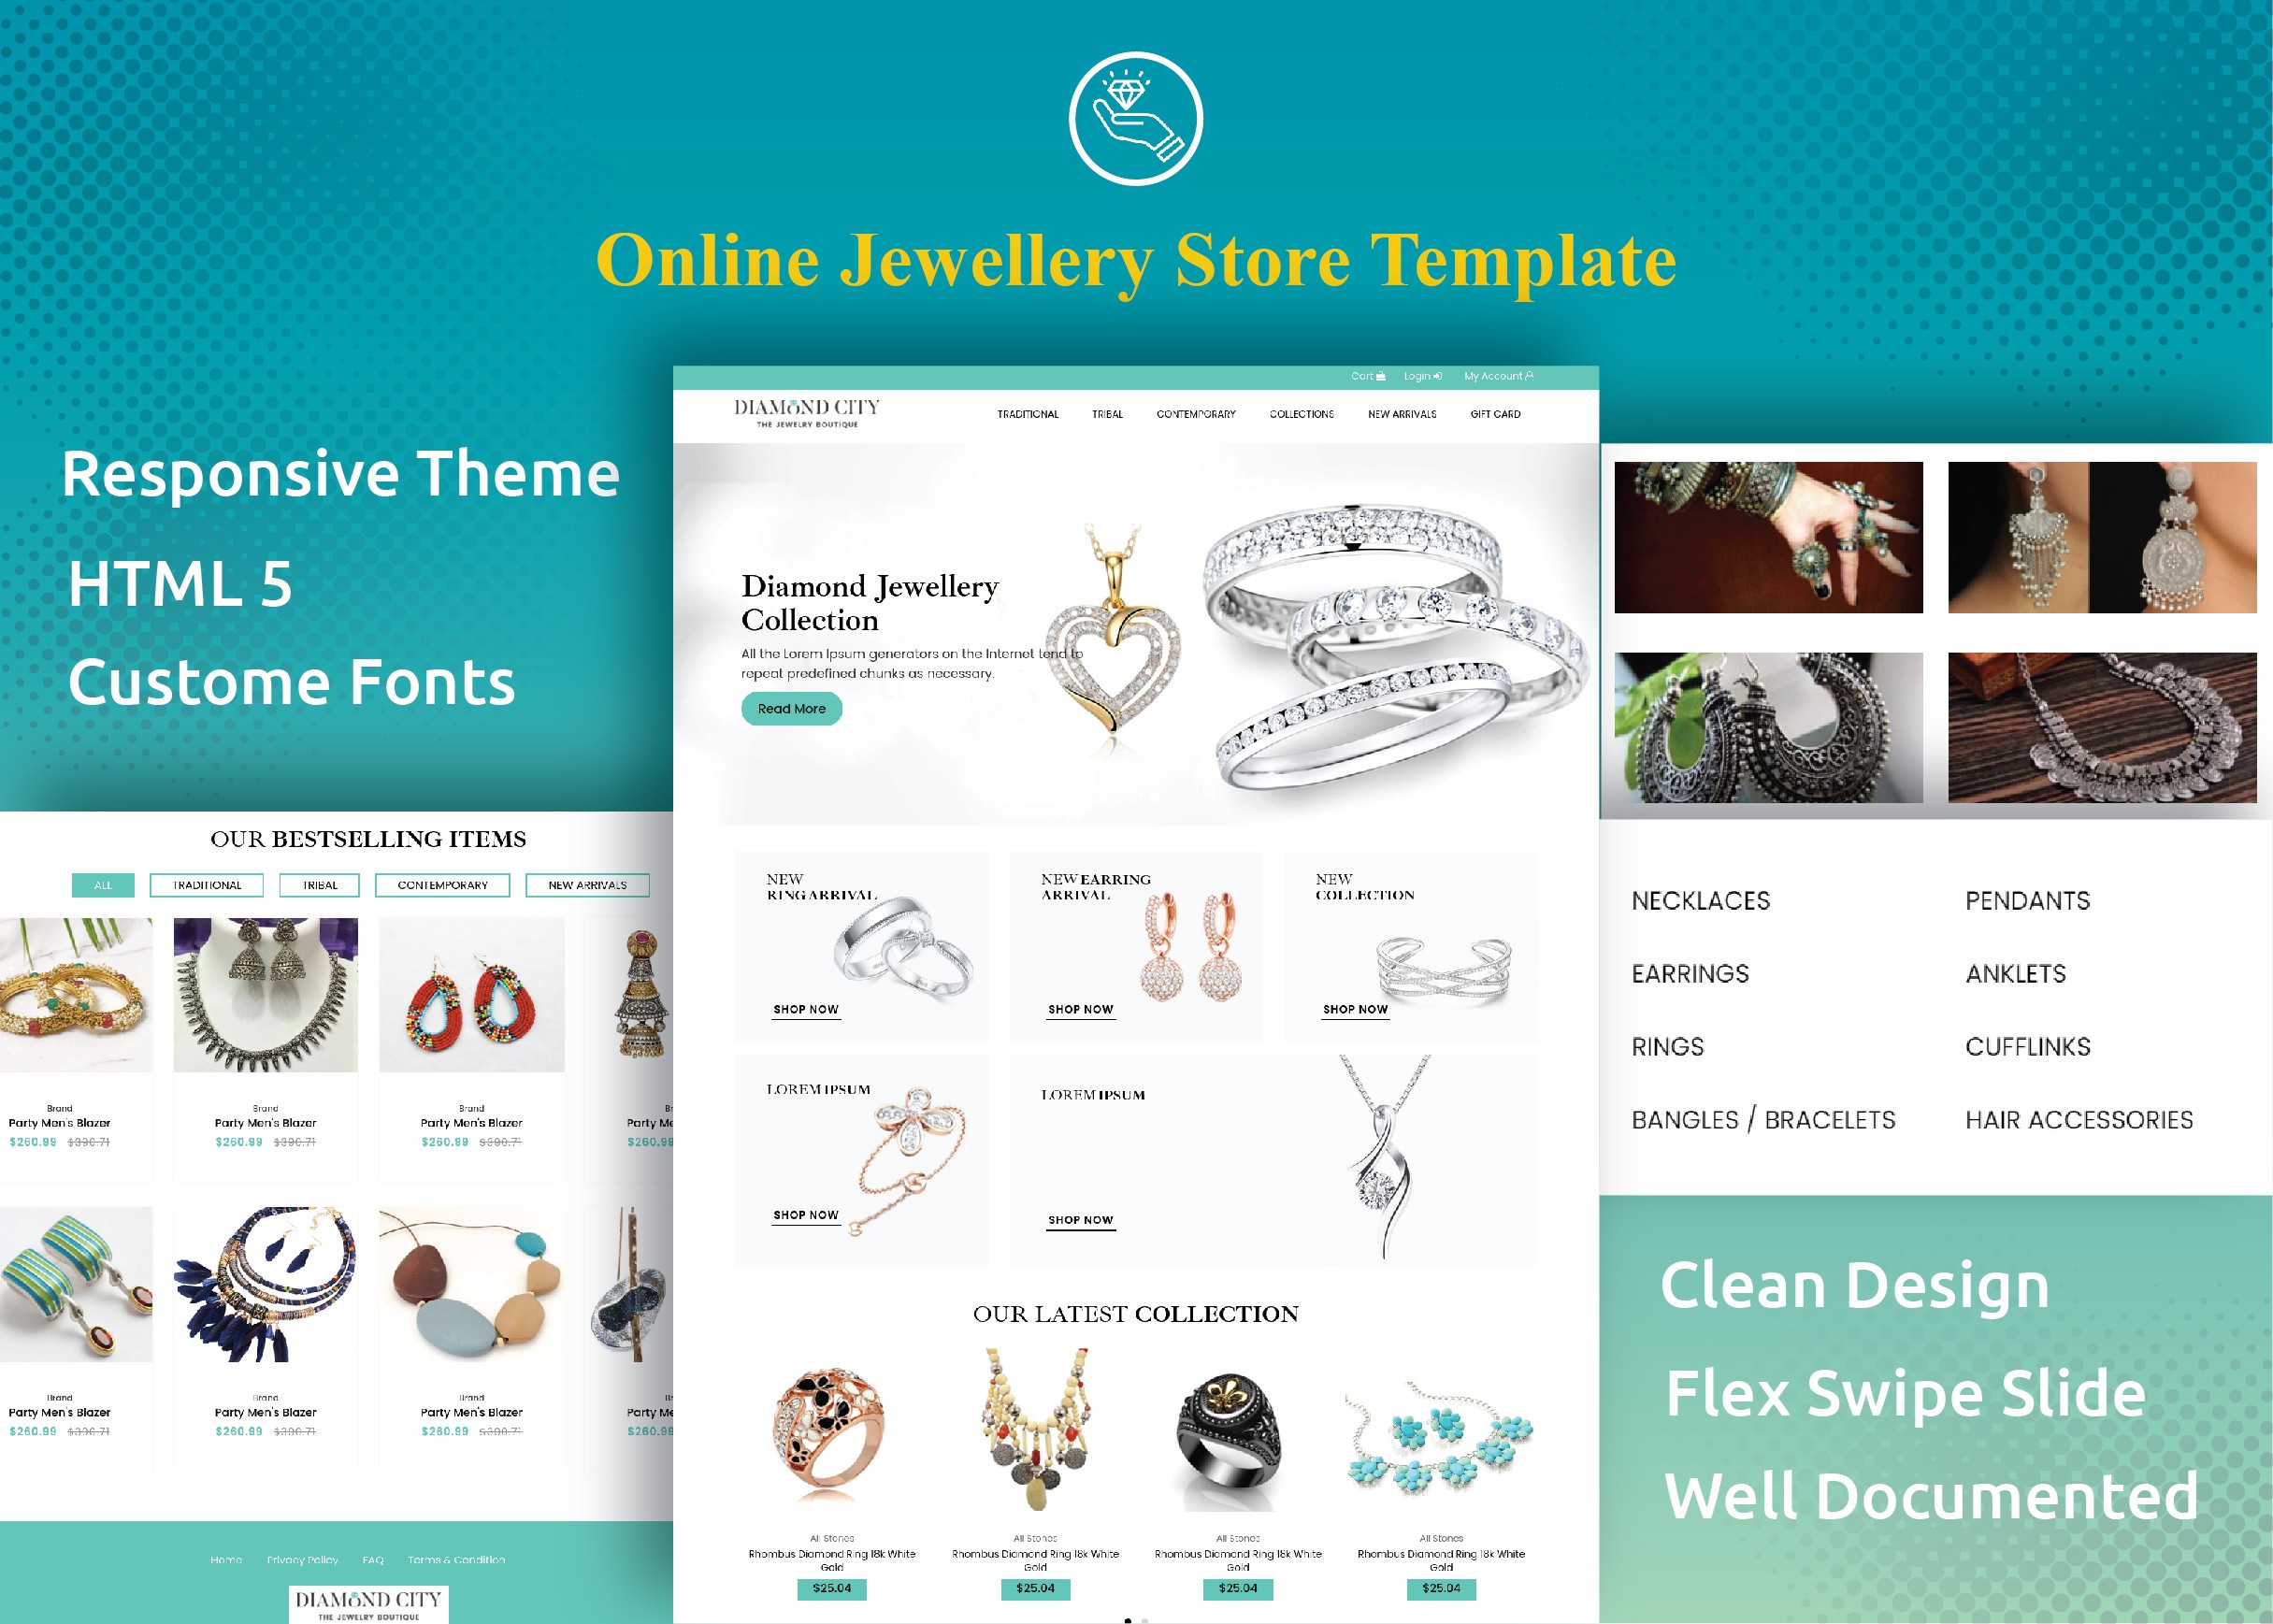 Online Jewellery Store Template
Responsive Theme
HTML 5
Custome Fonts
Cart
Login
My Account
DIAMOND CITY
THE JEWELRY BOUTIQUE
TRADITIONAL
TRIBAL
CONTEMPORARY
COLLECTIONS
NEW ARRIVALS
GIFT CARD
Diamond Jewellery
Collection
All the Lorem Ipsum generators on the Internet tend to
repeat predefined chunks as necessary.
Read More
NEW
RING ARRIVAL
SHOP NOW
NEW EARRING
ARRIVAL
SHOP NOW
NEW
COLLECTION
SHOP NOW
LOREM IPSUM
SHOP NOW
LOREM IPSUM
SHOP NOW
OUR LATEST COLLECTION
All Stones
Rhombus Diamond Ring 18k White
Gold
$25.04
All Stones
Rhombus Diamond Ring 18k White
Gold
$25.04
All Stones
Rhombus Diamond Ring 18k White
Gold
$25.04
All Stones
Rhombus Diamond Ring 18k White
Gold
$25.04
OUR BESTSELLING ITEMS
ALL
TRADITIONAL
TRIBAL
CONTEMPORARY
NEW ARRIVALS
Brand
Party Men's Blazer
$260.99 $390.71
Brand
Party Men's Blazer
$260.99 $390.71
Brand
Party Men's Blazer
$260.99 $390.71
Br
Party Me
$260.99
Brand
Party Men's Blazer
$260.99 $390.71
Brand
Party Men's Blazer
$260.99 $390.71
Brand
Party Men's Blazer
$260.99 $390.71
Br
Party Me
$260.99
Home
Privacy Policy
FAQ
Terms & Condition
DIAMOND CITY
THE JEWELRY BOUTIQUE
NECKLACES
PENDANTS
EARRINGS
ANKLETS
RINGS
CUFFLINKS
BANGLES / BRACELETS
HAIR ACCESSORIES
Clean Design
Flex Swipe Slide
Well Documented